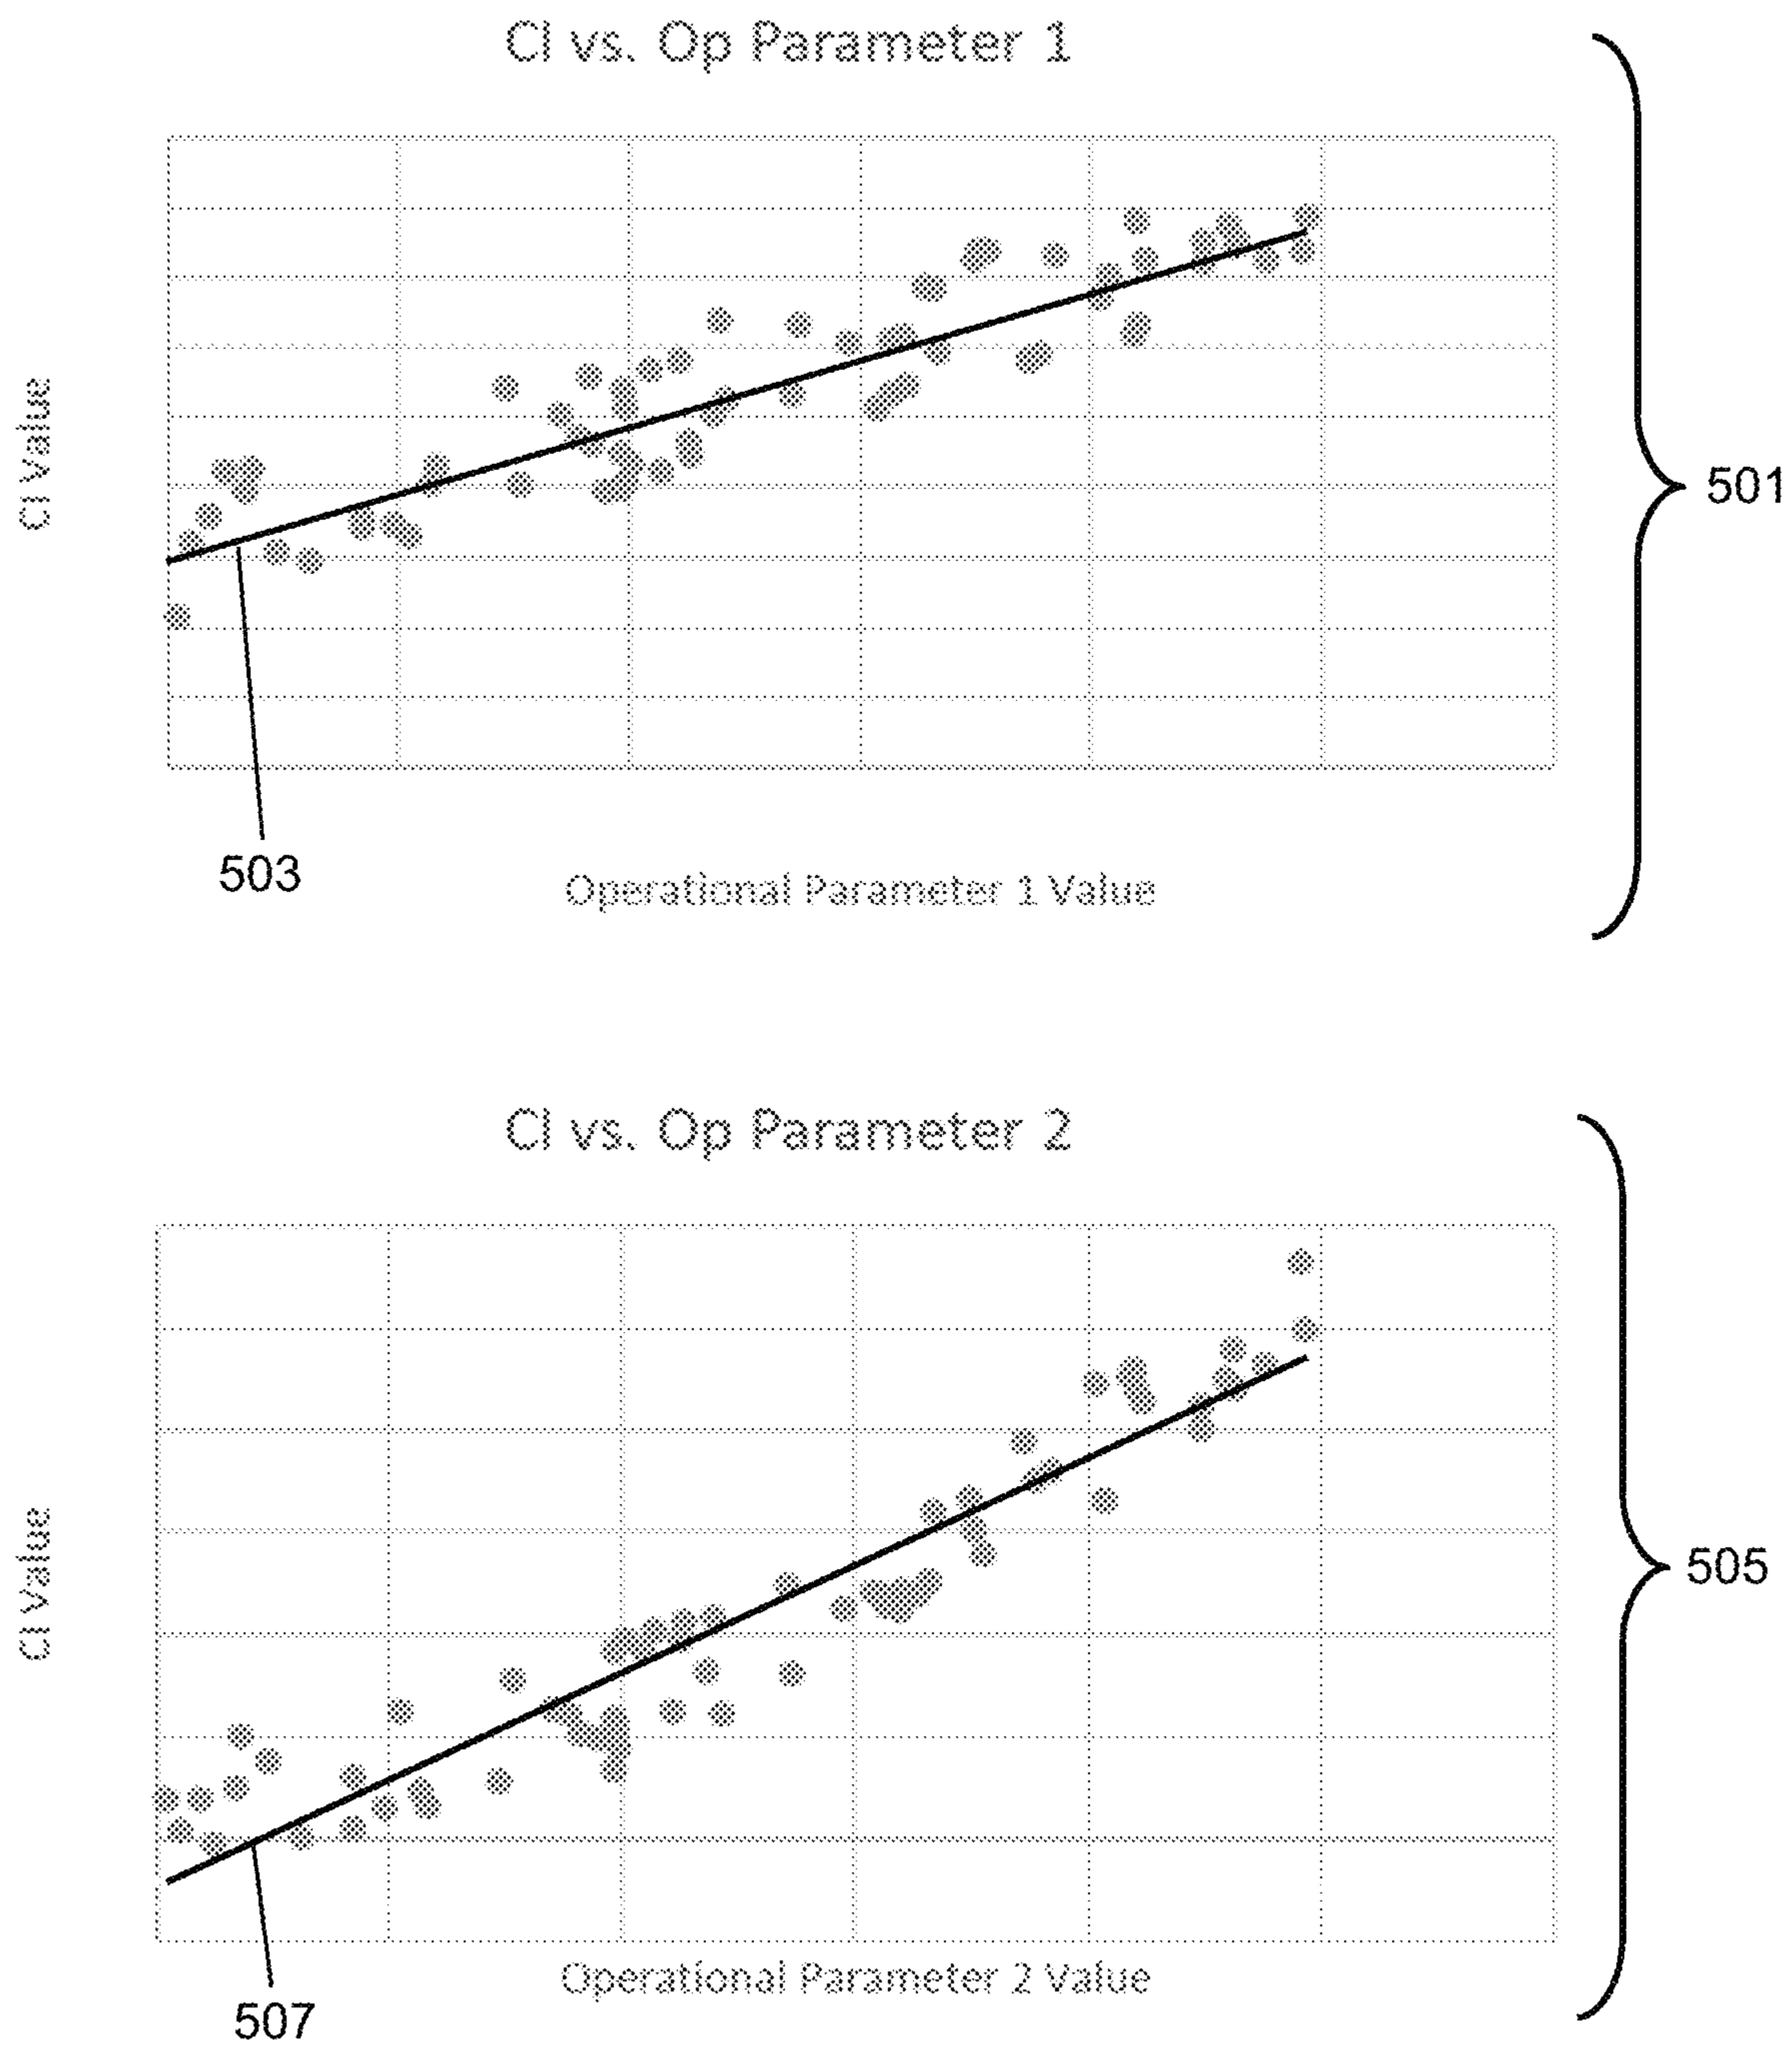 CI vs. Op Parameter 1
CI Value
501
503
Operational Parameter 1 Value
CI vs. Op Parameter 2
CI Value
505
Operational Parameter 2 Value
507